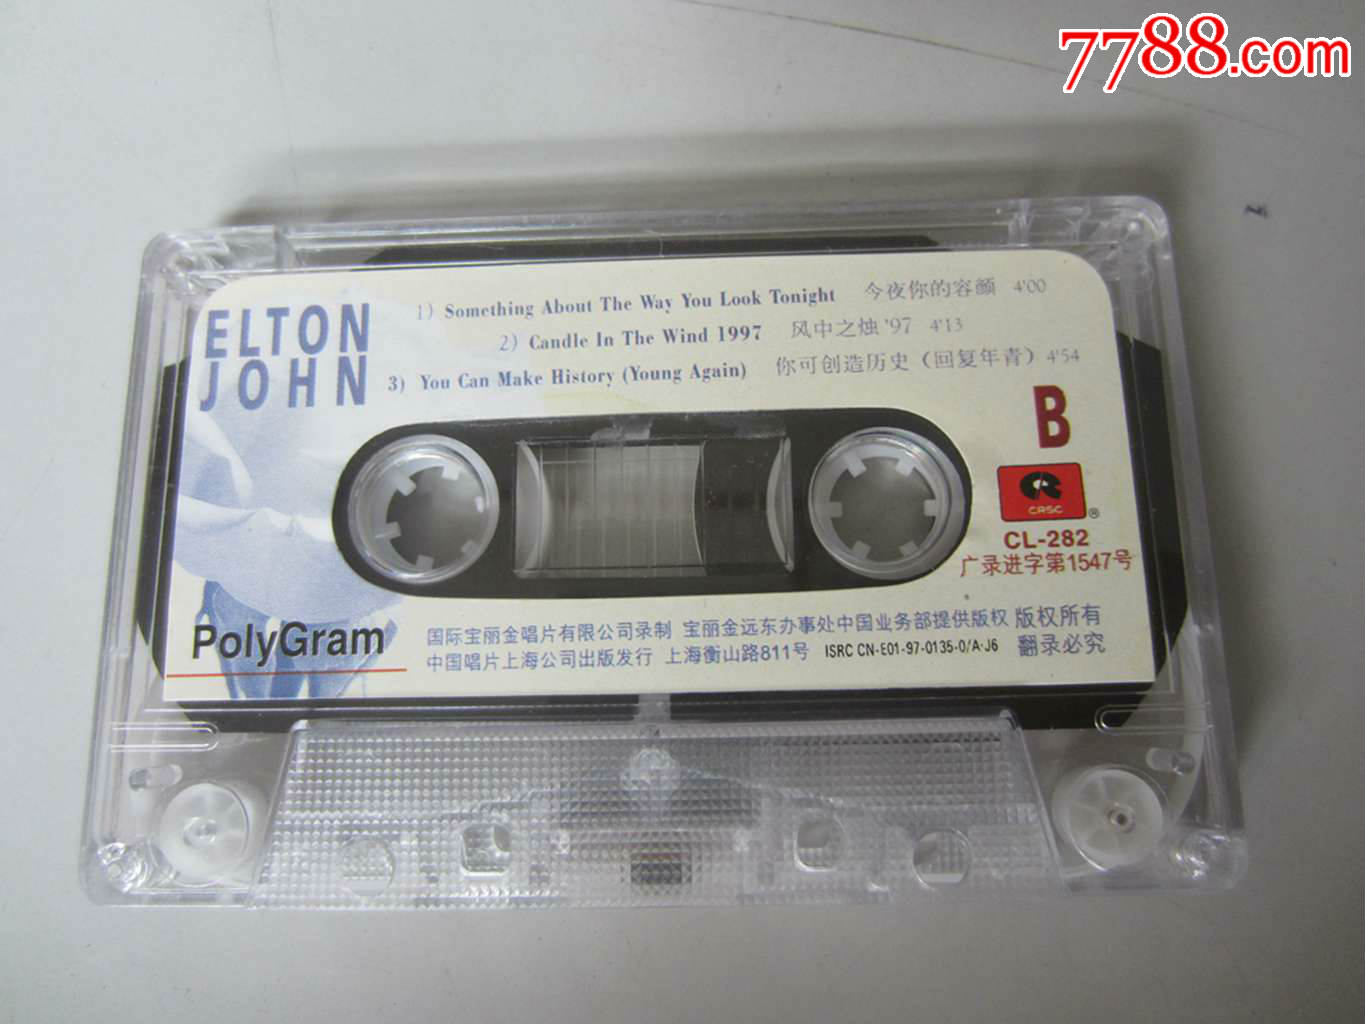 7788.com
ELTON
JOHN
1) Something About The Way You Look Tonight 今夜你的容颜 4'00
2) Candle In The Wind 1997 风中之烛'97 4'13
3) You Can Make History (Young Again) 你可创造历史（回复年青）4'54
B
CRSC
®
CL-282
广录进字第1547号
PolyGram
国际宝丽金唱片有限公司录制 宝丽金远东办事处中国业务部提供版权 版权所有
中国唱片上海公司出版发行 上海衡山路811号 ISRC CN-E01-97-0135-0/A·J6 翻录必究